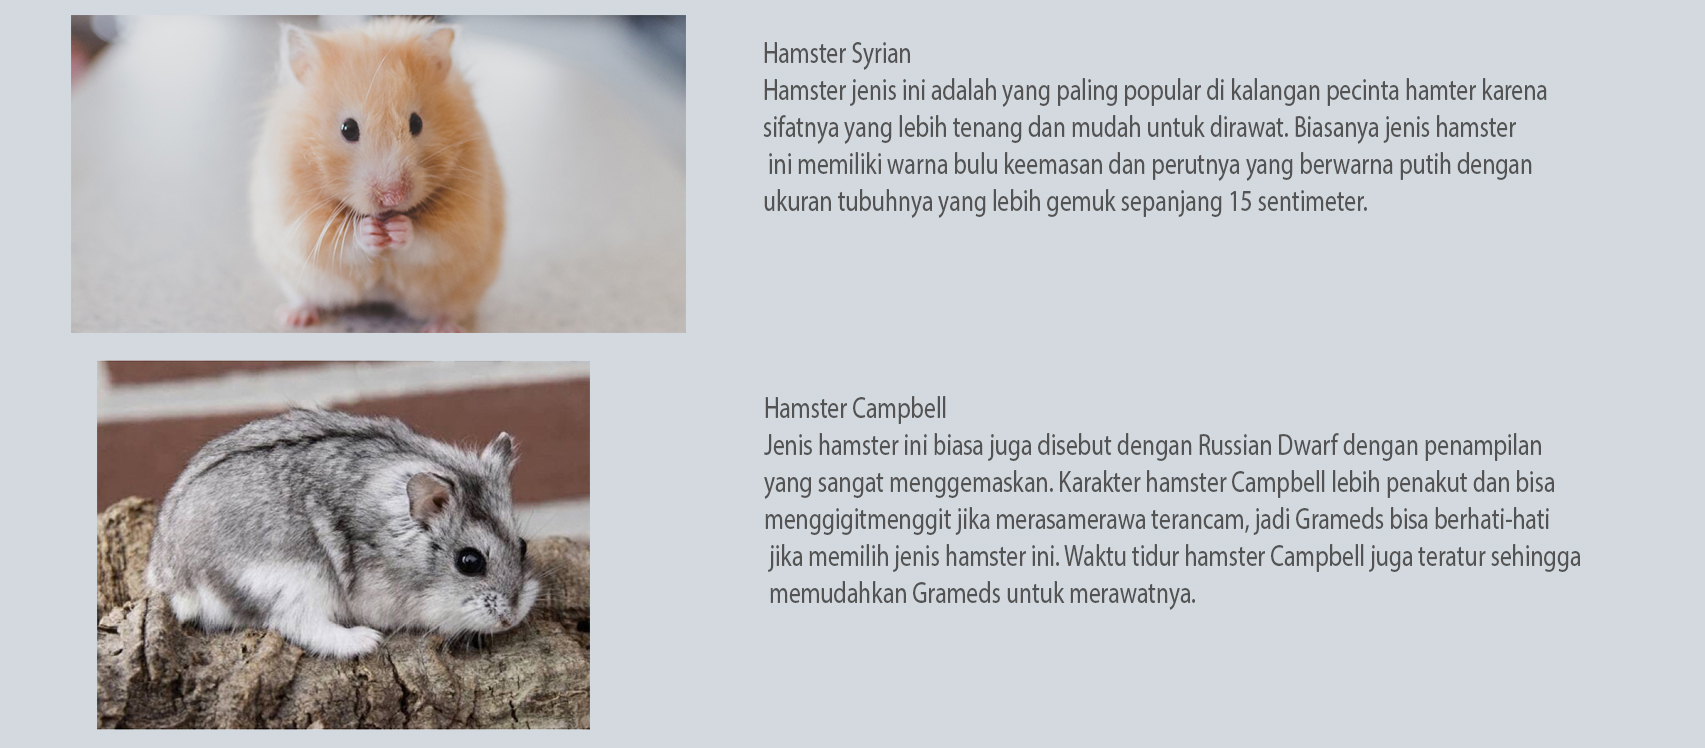 Hamster Syrian
Hamster jenis ini adalah yang paling popular di kalangan pecinta hamter karena
sifatnya yang lebih tenang dan mudah untuk dirawat. Biasanya jenis hamster
ini memiliki warna bulu keemasan dan perutnya yang berwarna putih dengan
ukuran tubuhnya yang lebih gemuk sepanjang 15 sentimeter.
Hamster Campbell
Jenis hamster ini biasa juga disebut dengan Russian Dwarf dengan penampilan
yang sangat menggemaskan. Karakter hamster Campbell lebih penakut dan bisa
menggigitmenggit jika merasamerawa terancam, jadi Grameds bisa berhati-hati
jika memilih jenis hamster ini. Waktu tidur hamster Campbell juga teratur sehingga
memudahkan Grameds untuk merawatnya.